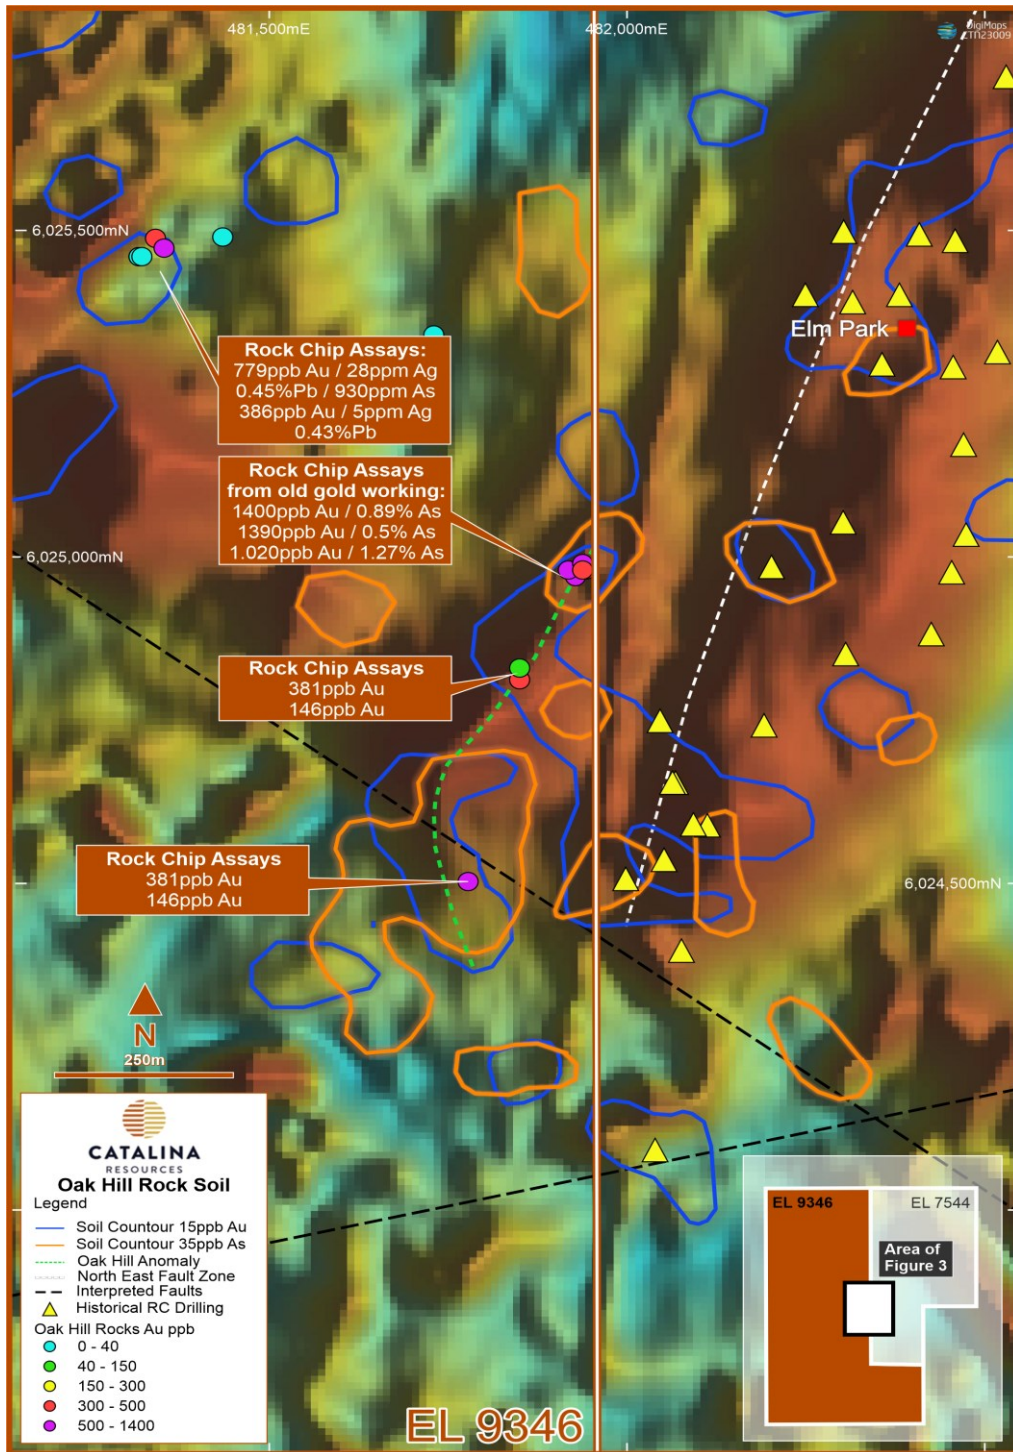 481,500mE
482,000mE
DigiMaps
CTN23009
6,025,500mN
Elm Park
Rock Chip Assays:
779ppb Au / 28ppm Ag
0.45%Pb / 930ppm As
386ppb Au / 5ppm Ag
0.43%Pb
Rock Chip Assays
from old gold working:
1400ppb Au / 0.89% As
1390ppb Au / 0.5% As
1.020ppb Au / 1.27% As
6,025,000mN
Rock Chip Assays
381ppb Au
146ppb Au
Rock Chip Assays
381ppb Au
146ppb Au
6,024,500mN
N
250m
CATALINA
RESOURCES
Oak Hill Rock Soil
Legend
Soil Countour 15ppb Au
Soil Countour 35ppb As
Oak Hill Anomaly
North East Fault Zone
Interpreted Faults
Historical RC Drilling
Oak Hill Rocks Au ppb
0 - 40
40 - 150
150 - 300
300 - 500
500 - 1400
EL 9346
EL 9346
EL 7544
Area of
Figure 3